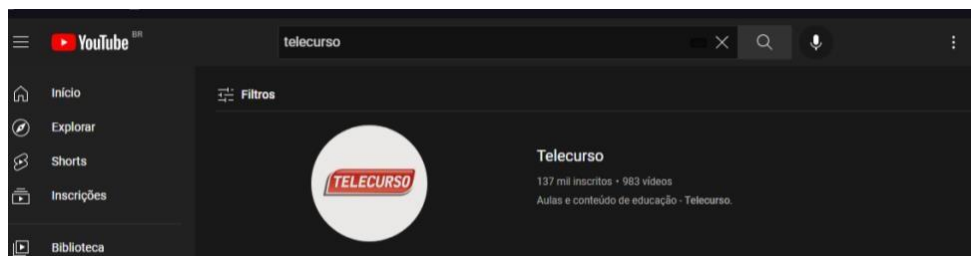 YouTube BR
telecurso
Início
Filtros
Explorar
Shorts
Inscrições
Biblioteca
TELECURSO
Telecurso
137 mil inscritos • 983 vídeos
Aulas e conteúdo de educação - Telecurso.